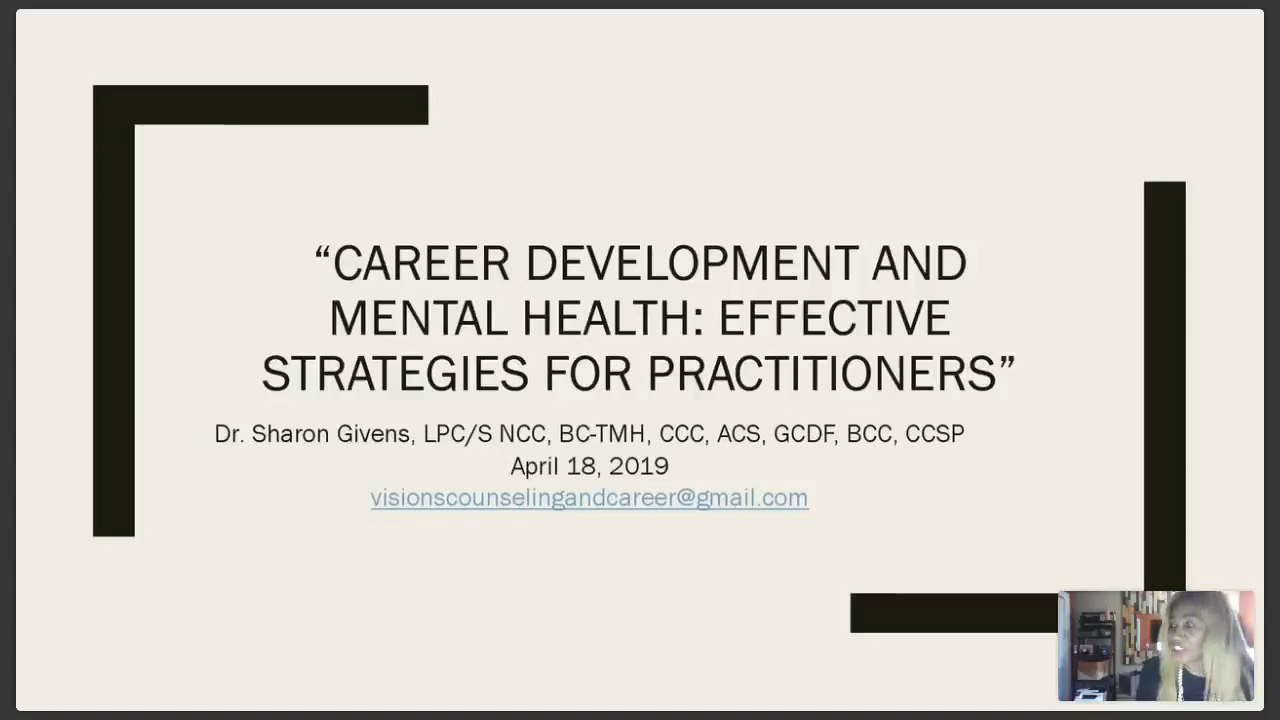 “CAREER DEVELOPMENT AND
MENTAL HEALTH: EFFECTIVE
STRATEGIES FOR PRACTITIONERS”
Dr. Sharon Givens, LPC/S NCC, BC-TMH, CCC, ACS, GCDF, BCC, CCSP
April 18, 2019
visionscounselingandcareer@gmail.com